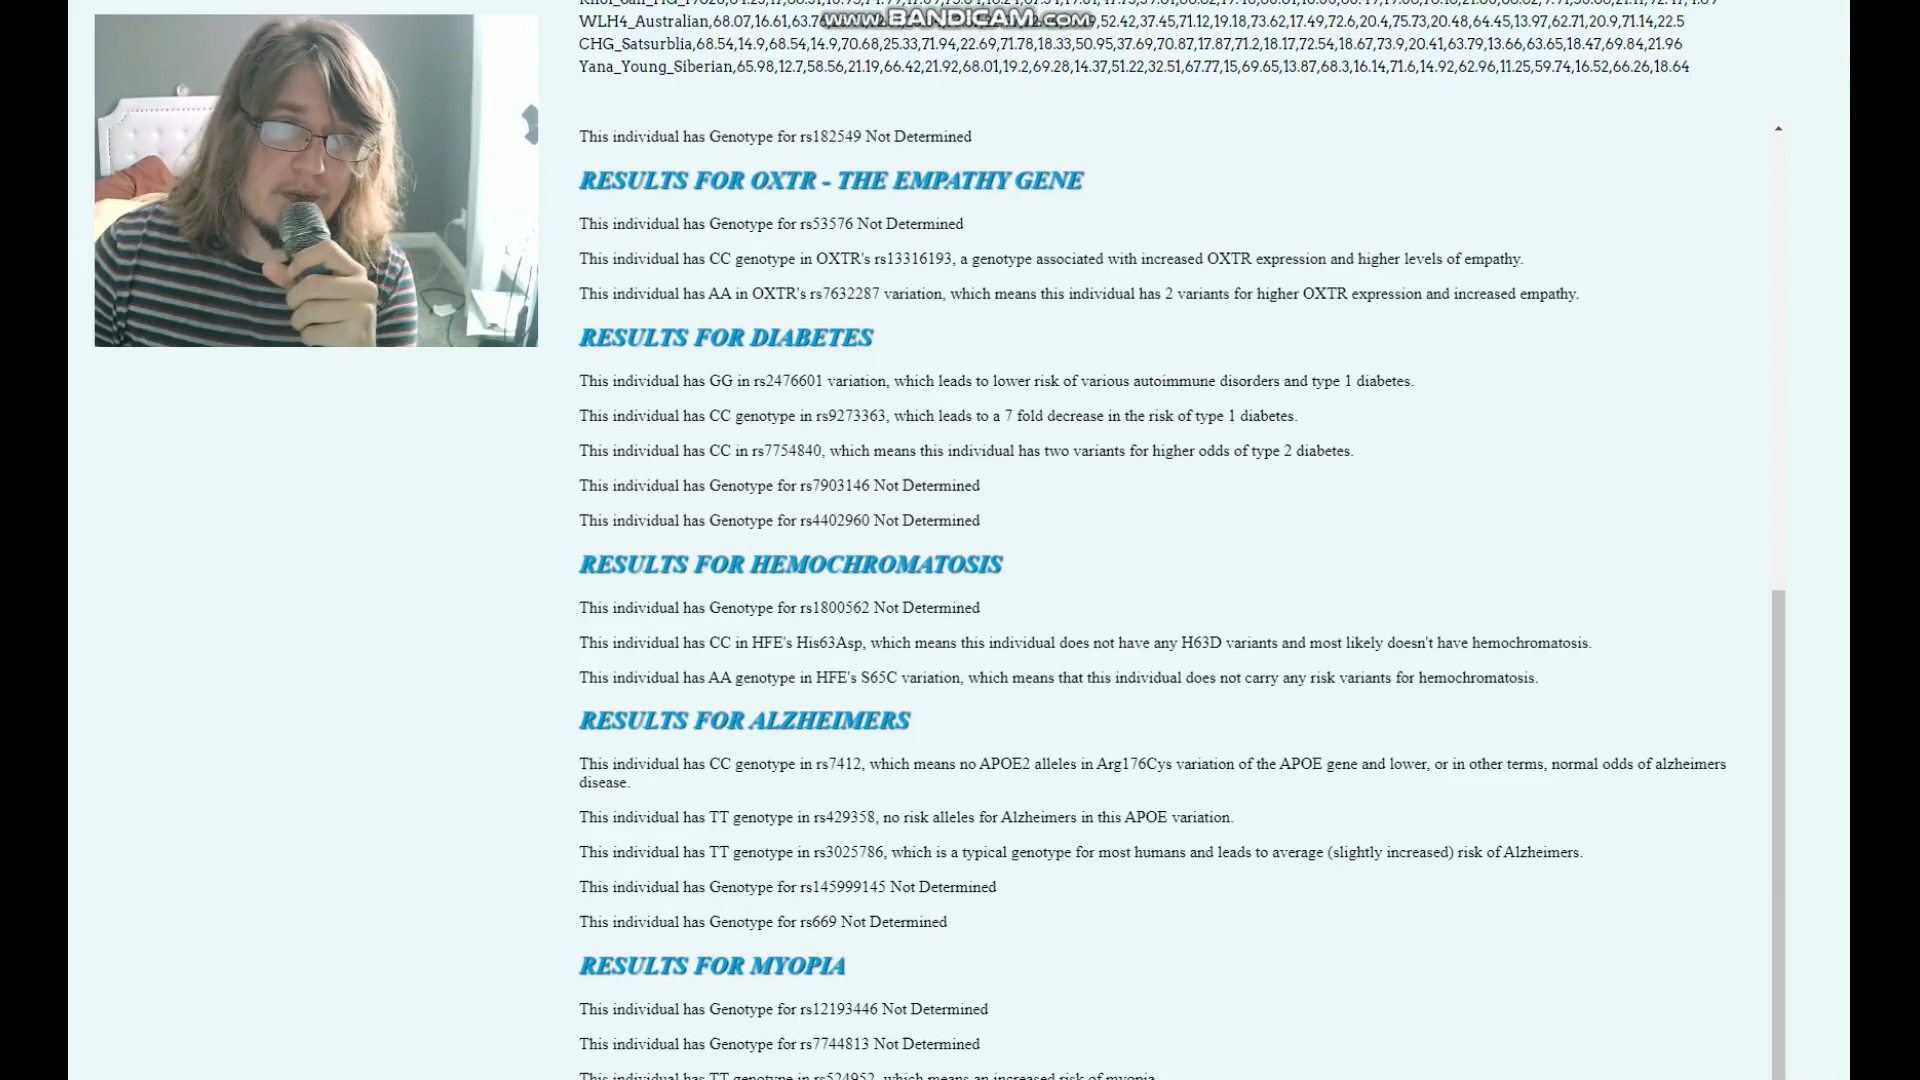 WLH4_Australian,68.07,16.61,63.7
WWW.BANDICAM.COM
9,52.42,37.45,71.12,19.18,73.62,17.49,72.6,20.4,75.73,20.48,64.45,13.97,62.71,20.9,71.14,22.5
CHG_Satsurblia,68.54,14.9,68.54,14.9,70.68,25.33,71.94,22.69,71.78,18.33,50.95,37.69,70.87,17.87,71.2,18.17,72.54,18.67,73.9,20.41,63.79,13.66,63.65,18.47,69.84,21.96
Yana_Young_Siberian,65.98,12.7,58.56,21.19,66.42,21.92,68.01,19.2,69.28,14.37,51.22,32.51,67.77,15,69.65,13.87,68.3,16.14,71.6,14.92,62.96,11.25,59.74,16.52,66.26,18.64
This individual has Genotype for rs182549 Not Determined
RESULTS FOR OXTR - THE EMPATHY GENE
This individual has Genotype for rs53576 Not Determined
This individual has CC genotype in OXTR's rs13316193, a genotype associated with increased OXTR expression and higher levels of empathy.
This individual has AA in OXTR's rs7632287 variation, which means this individual has 2 variants for higher OXTR expression and increased empathy.
RESULTS FOR DIABETES
This individual has GG in rs2476601 variation, which leads to lower risk of various autoimmune disorders and type 1 diabetes.
This individual has CC genotype in rs9273363, which leads to a 7 fold decrease in the risk of type 1 diabetes.
This individual has CC in rs7754840, which means this individual has two variants for higher odds of type 2 diabetes.
This individual has Genotype for rs7903146 Not Determined
This individual has Genotype for rs4402960 Not Determined
RESULTS FOR HEMOCHROMATOSIS
This individual has Genotype for rs1800562 Not Determined
This individual has CC in HFE's His63Asp, which means this individual does not have any H63D variants and most likely doesn't have hemochromatosis.
This individual has AA genotype in HFE's S65C variation, which means that this individual does not carry any risk variants for hemochromatosis.
RESULTS FOR ALZHEIMERS
This individual has CC genotype in rs7412, which means no APOE2 alleles in Arg176Cys variation of the APOE gene and lower, or in other terms, normal odds of alzheimers
disease.
This individual has TT genotype in rs429358, no risk alleles for Alzheimers in this APOE variation.
This individual has TT genotype in rs3025786, which is a typical genotype for most humans and leads to average (slightly increased) risk of Alzheimers.
This individual has Genotype for rs145999145 Not Determined
This individual has Genotype for rs669 Not Determined
RESULTS FOR MYOPIA
This individual has Genotype for rs12193446 Not Determined
This individual has Genotype for rs7744813 Not Determined
This individual has TT genotype in rs524952, which means an increased risk of myopia